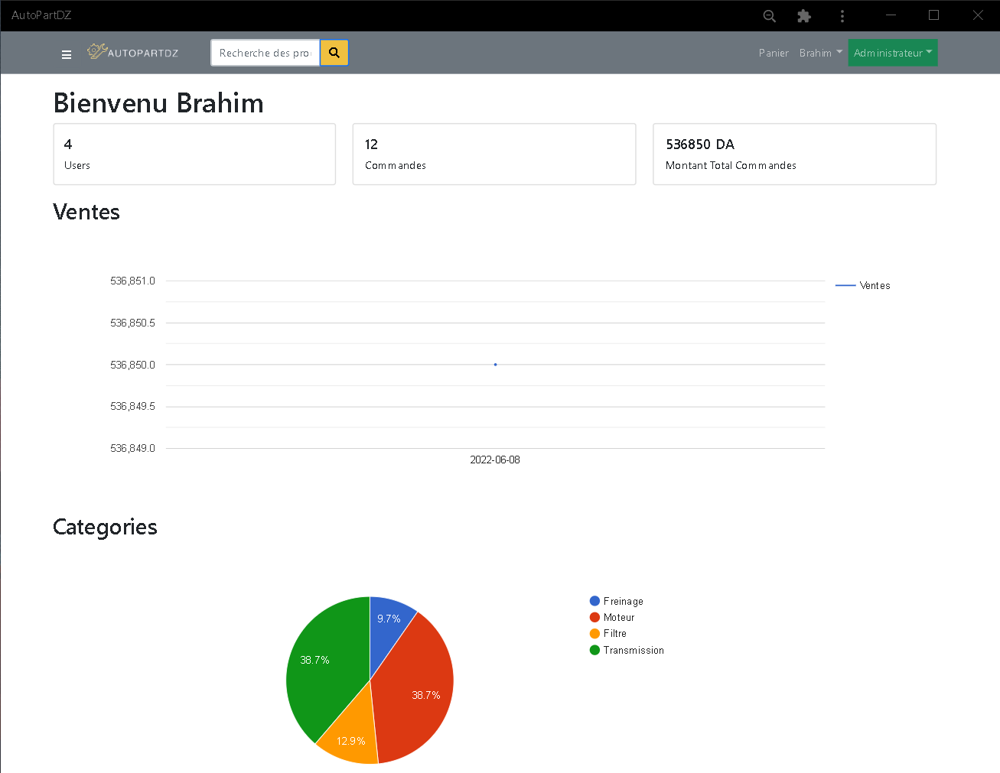 AutoPartDZ
AUTOPARTDZ
Recherche des pro
Panier
Brahim
Administrateur
Bienvenu Brahim
4
Users
12
Commandes
536850 DA
Montant Total Commandes
Ventes
536,851.0
536,850.5
536,850.0
536,849.5
536,849.0
2022-06-08
Ventes
Categories
9.7%
38.7%
12.9%
38.7%
Freinage
Moteur
Filtre
Transmission